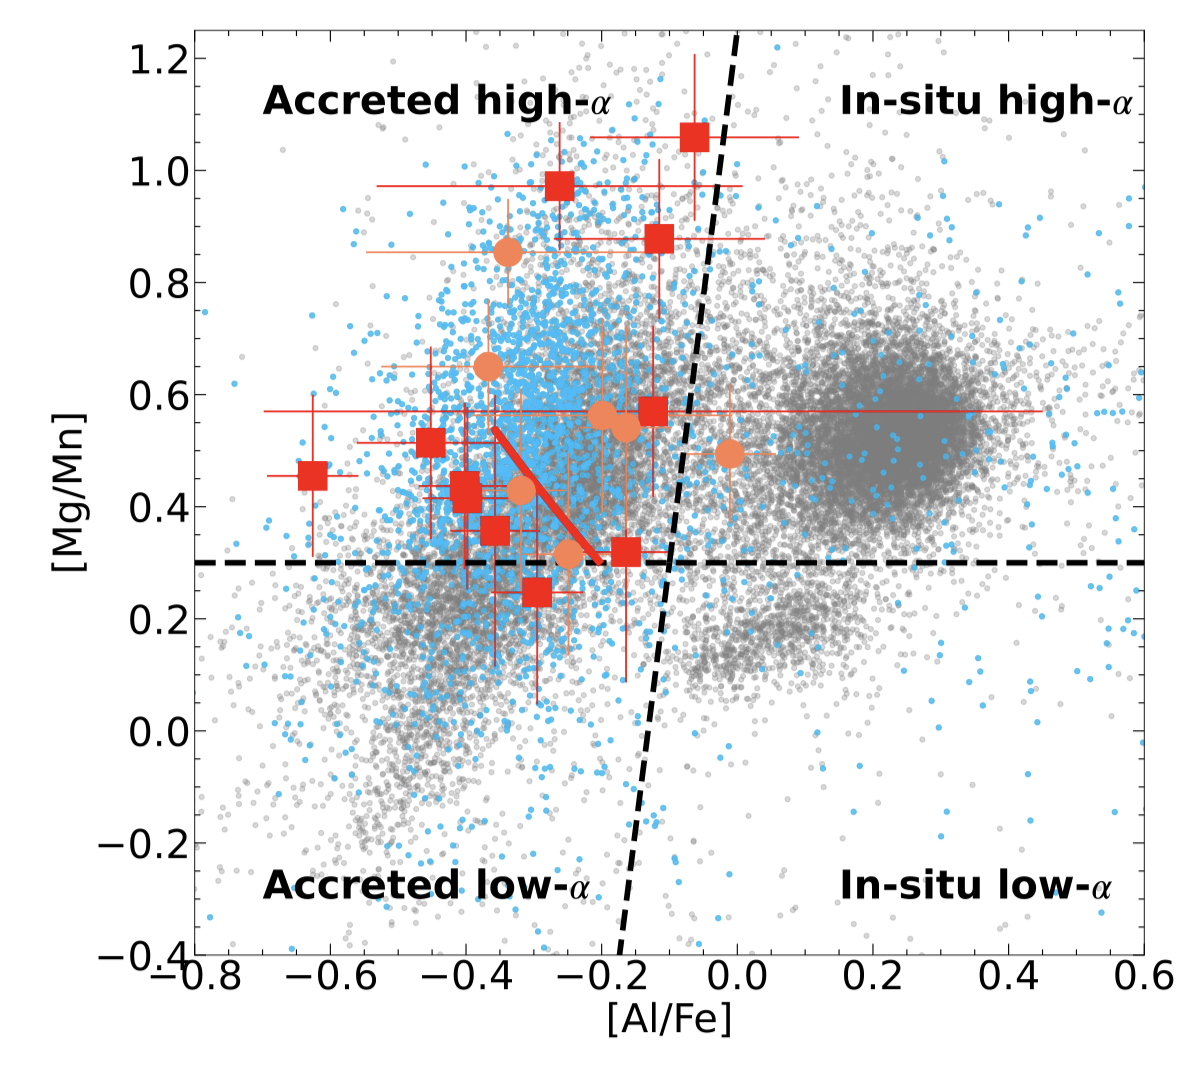 1.2
Accreted high-α
In-situ high-α
1.0
0.8
0.6
[Mg/Mn]
0.4
0.2
0.0
−0.2
Accreted low-α
In-situ low-α
−0.4
−0.8
−0.6
−0.4
−0.2
0.0
0.2
0.4
0.6
[Al/Fe]